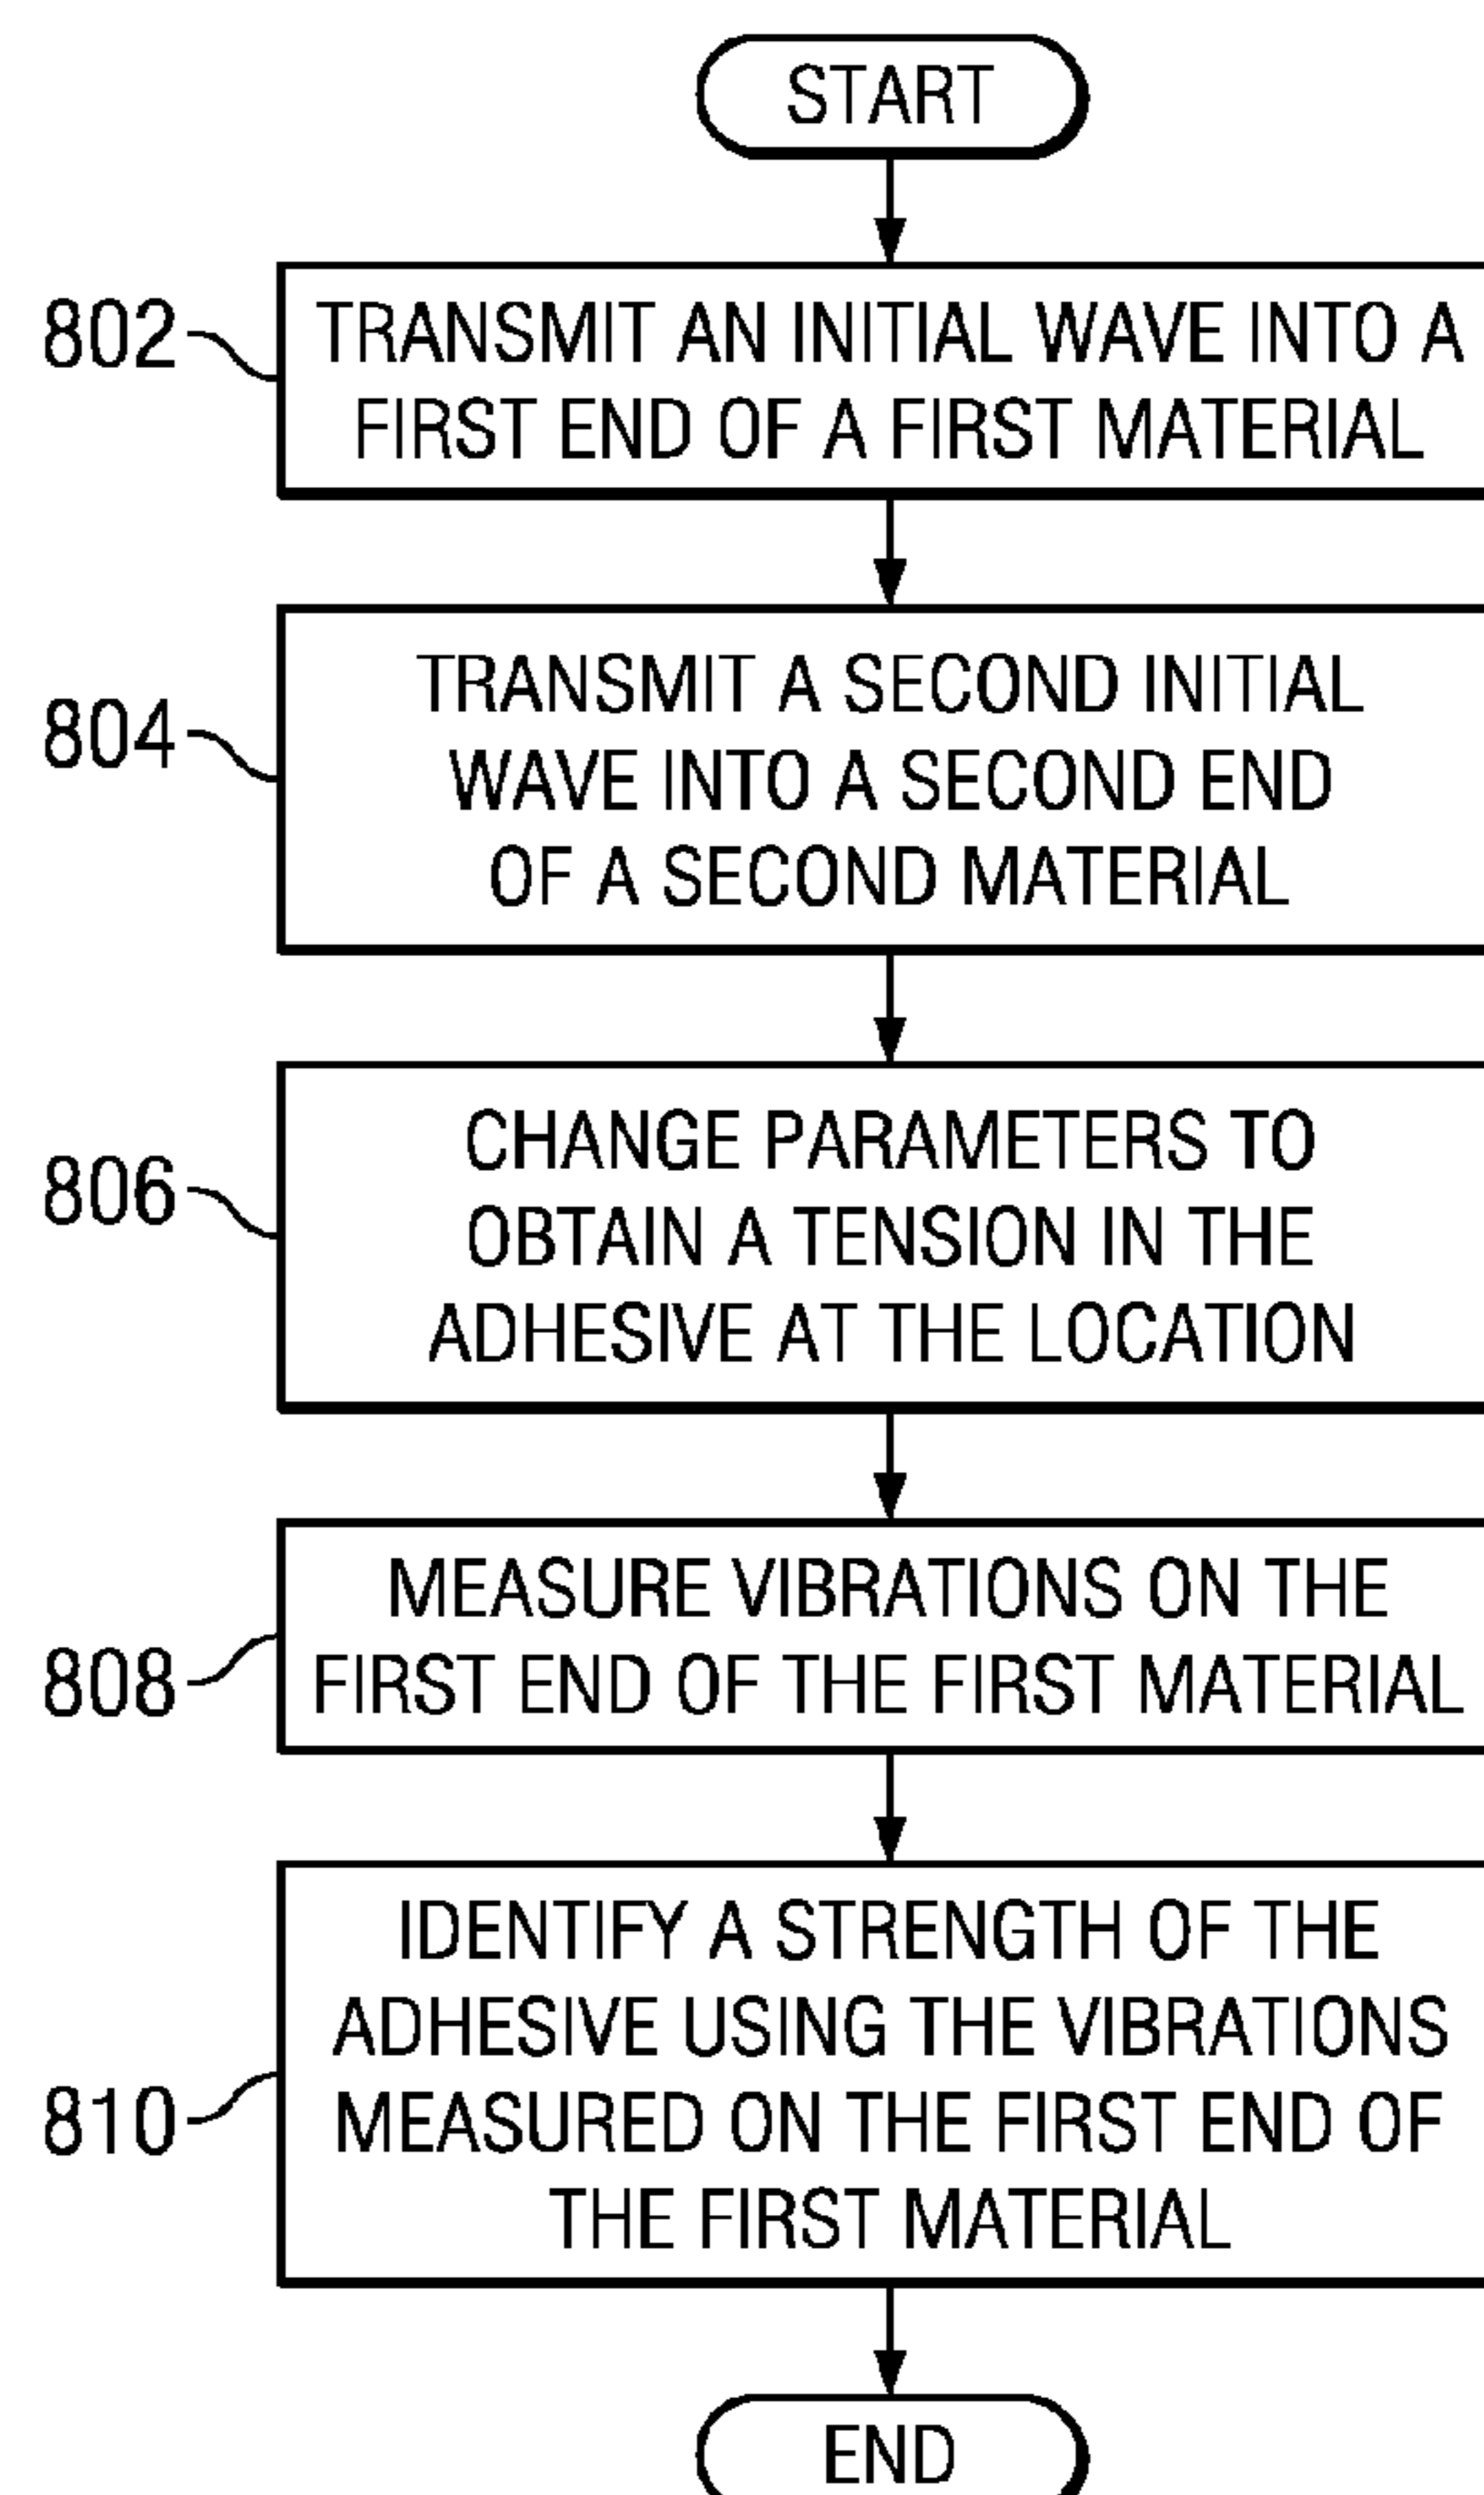 START
802
TRANSMIT AN INITIAL WAVE INTO A
FIRST END OF A FIRST MATERIAL
804
TRANSMIT A SECOND INITIAL
WAVE INTO A SECOND END
OF A SECOND MATERIAL
806
CHANGE PARAMETERS TO
OBTAIN A TENSION IN THE
ADHESIVE AT THE LOCATION
808
MEASURE VIBRATIONS ON THE
FIRST END OF THE FIRST MATERIAL
810
IDENTIFY A STRENGTH OF THE
ADHESIVE USING THE VIBRATIONS
MEASURED ON THE FIRST END OF
THE FIRST MATERIAL
END